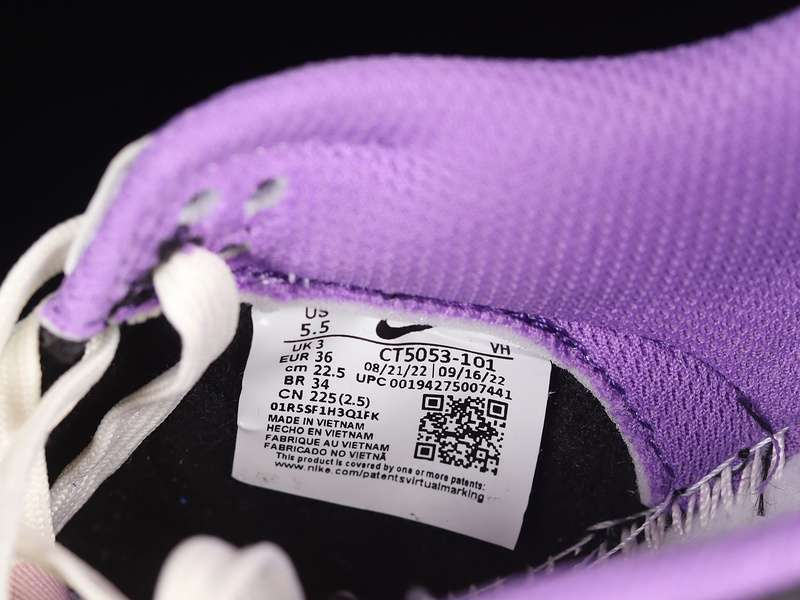 US
5.5
UK 3
EUR 36
cm 22.5
BR 34
CN 225(2.5)
VH
CT5053-101
08/21/22 | 09/16/22
UPC 00194275007441
01R5SF1H3Q1FK
MADE IN VIETNAM
HECHO EN VIETNAM
FABRIQUE AU VIETNAM
FABRICADO NO VIETNÃ
This product is covered by one or more patents:
www.nike.com/patentsvirtualmarking